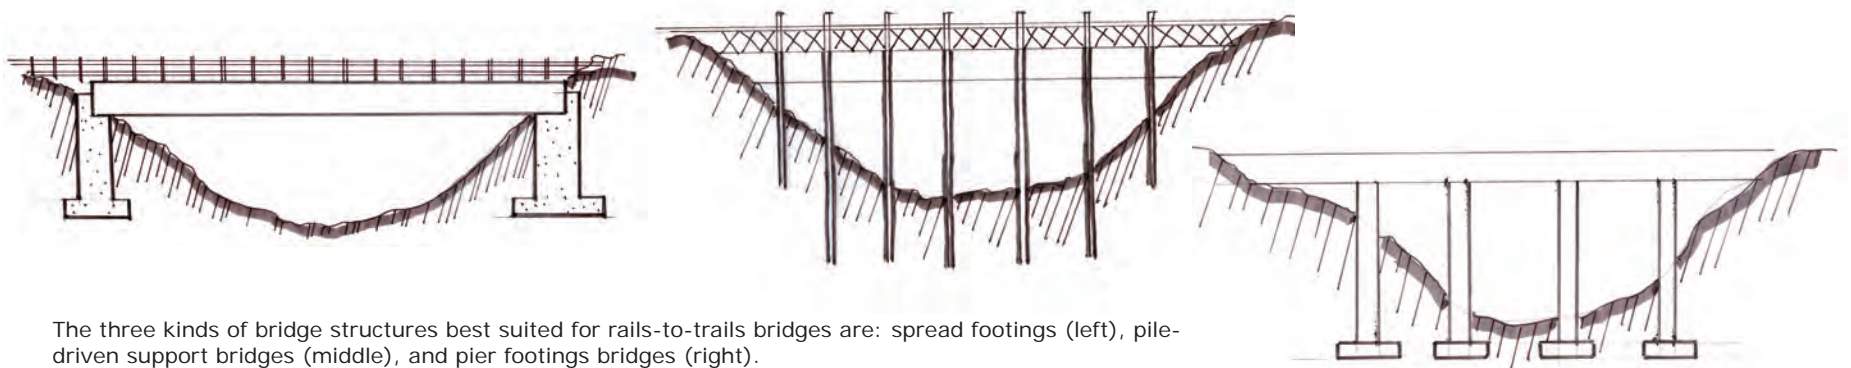 The three kinds of bridge structures best suited for rails-to-trails bridges are: spread footings (left), pile-
driven support bridges (middle), and pier footings bridges (right).